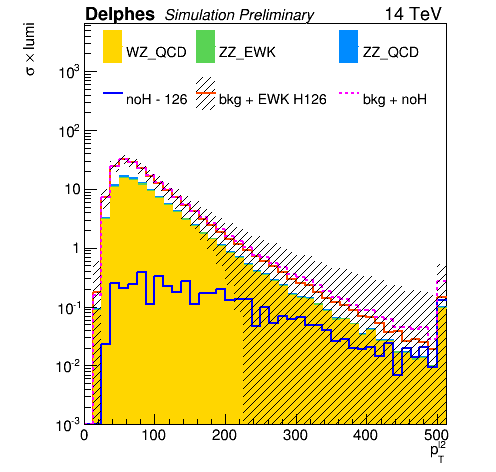 Delphes Simulation Preliminary 14 TeV
σ × lumi
WZ_QCD ZZ_EWK ZZ_QCD
noH - 126 bkg + EWK H126 bkg + noH
10³
10²
10
1
10⁻¹
10⁻²
10⁻³
0 100 200 300 400 500
p_T^l2